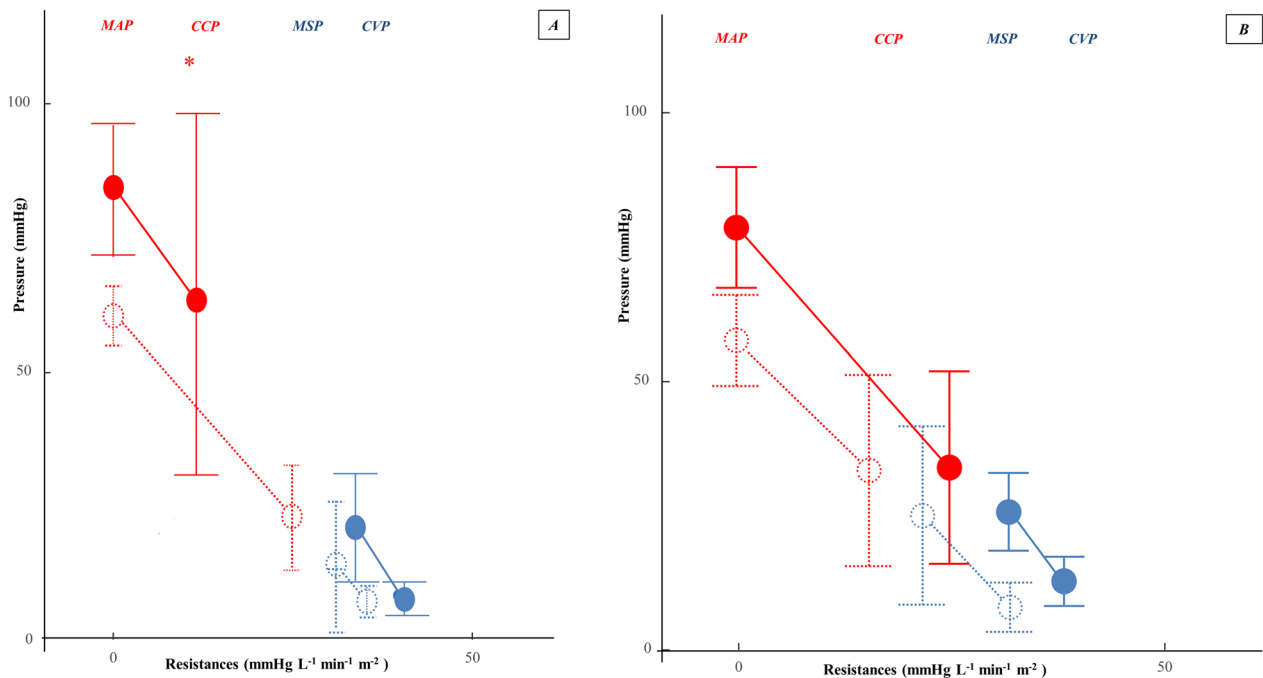 MAP CCP MSP CVP A
*
100
50
0
Pressure (mmHg)
0 50
Resistances (mmHg L⁻¹ min⁻¹ m⁻² )
MAP CCP MSP CVP B
100
50
0
Pressure (mmHg)
0 50
Resistances (mmHg L⁻¹ min⁻¹ m⁻² )